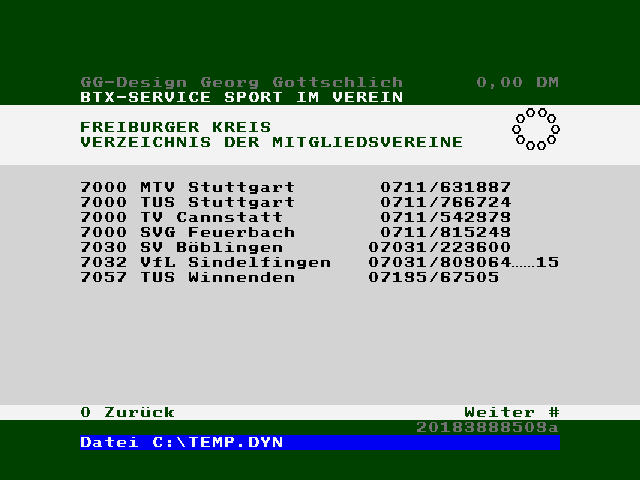 GG-Design Georg Gottschlich 0,00 DM
BTX-SERVICE SPORT IM VEREIN
FREIBURGER KREIS
VERZEICHNIS DER MITGLIEDSVEREINE
7000 MTV Stuttgart 0711/631887
7000 TUS Stuttgart 0711/766724
7000 TV Cannstatt 0711/542978
7000 SVG Feuerbach 0711/815248
7030 SV Böblingen 07031/223600
7032 VfL Sindelfingen 07031/808064.....15
7057 TUS Winnenden 07195/67505
0 Zurück Weiter #
20183888509a
Datei C:\TEMP.DYN